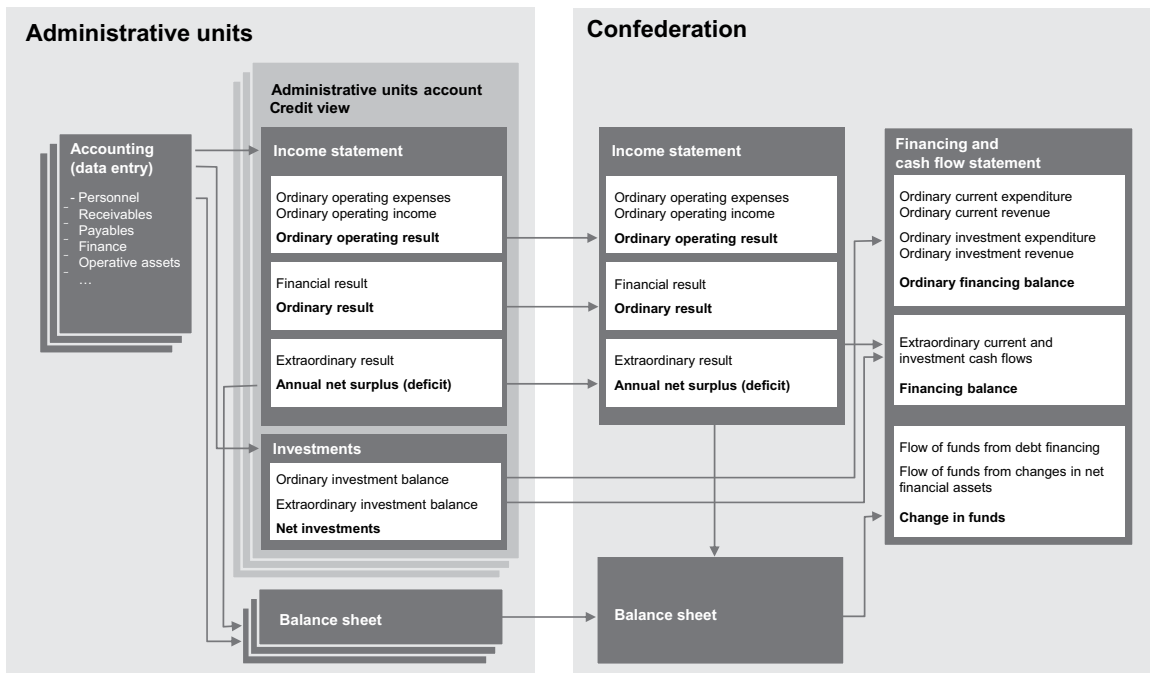 Administrative units
Accounting
(data entry)
- Personnel
- Receivables
- Payables
- Finance
- Operative assets
- ...
Administrative units account
Credit view
Income statement
Ordinary operating expenses
Ordinary operating income
Ordinary operating result
Financial result
Ordinary result
Extraordinary result
Annual net surplus (deficit)
Investments
Ordinary investment balance
Extraordinary investment balance
Net investments
Balance sheet
Confederation
Income statement
Ordinary operating expenses
Ordinary operating income
Ordinary operating result
Financial result
Ordinary result
Extraordinary result
Annual net surplus (deficit)
Balance sheet
Financing and
cash flow statement
Ordinary current expenditure
Ordinary current revenue
Ordinary investment expenditure
Ordinary investment revenue
Ordinary financing balance
Extraordinary current and
investment cash flows
Financing balance
Flow of funds from debt financing
Flow of funds from changes in net
financial assets
Change in funds